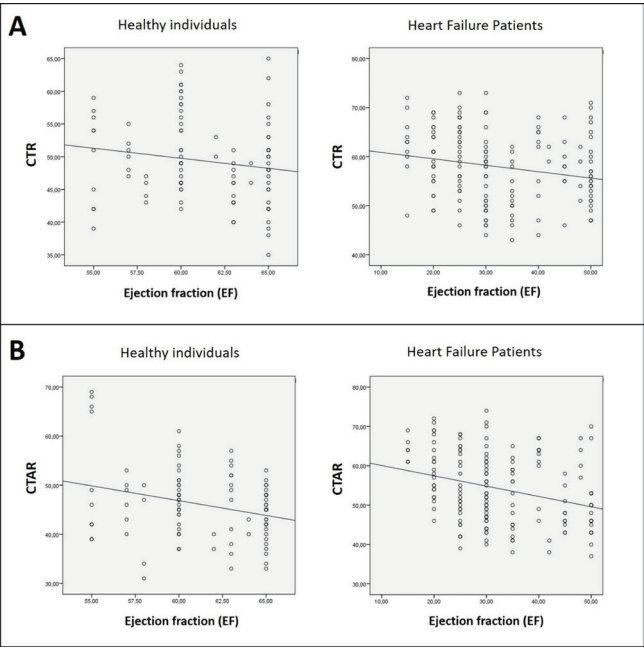 A
Healthy individuals
65,00
60,00
55,00
50,00
45,00
40,00
35,00
CTR
55,00 57,50 60,00 62,50 65,00
Ejection fraction (EF)
Heart Failure Patients
80,00
70,00
60,00
50,00
40,00
CTR
10,00 20,00 30,00 40,00 50,00
Ejection fraction (EF)
B
Healthy individuals
70,00
60,00
50,00
40,00
30,00
CTAR
55,00 57,50 60,00 62,50 65,00
Ejection fraction (EF)
Heart Failure Patients
80,00
70,00
60,00
50,00
40,00
30,00
CTAR
10,00 20,00 30,00 40,00 50,00
Ejection fraction (EF)